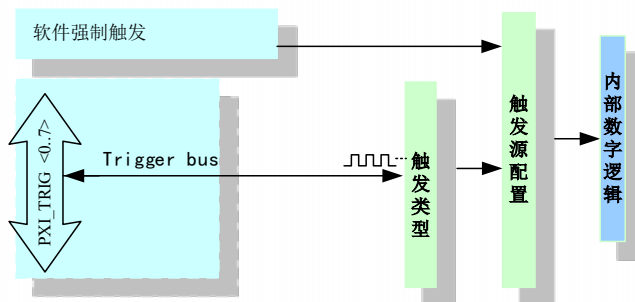 软件强制触发
PXI_TRIG <0..7>
Trigger bus
触发类型
触发源配置
内部数字逻辑